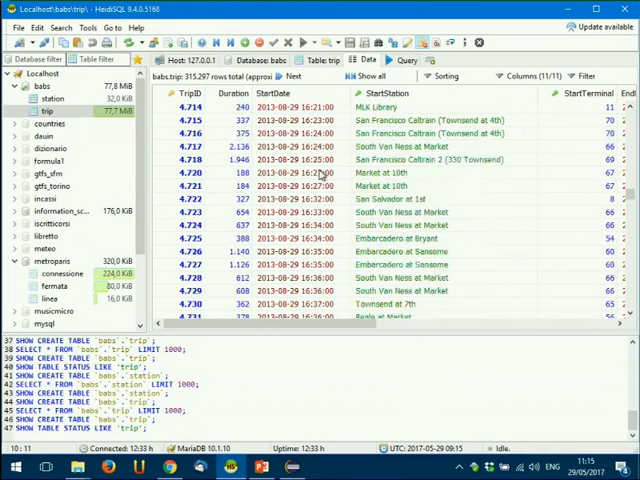 babs\trip\ - HeidiSQL 9.4.0.5168
File Edit Search Tools Go to Help
Update available
Database filter Table filter
Host: 127.0.0.1 Database: babs Table: trip Data Query
babs.trip: 315.297 rows total (approxi Next Show all Sorting Columns (11/11) Filter
Localhost
babs 77,8 MiB
station 32,0 KiB
trip 77,7 MiB
countries
dauin
dizionario
formula1
gtfs_sfm
gtfs_torino
incassi
information_sc... 176,0 KiB
iscritticorsi
libretto
meteo
metroparis 320,0 KiB
connessione 224,0 KiB
fermata 80,0 KiB
linea 16,0 KiB
musicmicro
mysql
TripID Duration StartDate StartStation StartTerminal
4.714 240 2013-08-29 16:21:00 MLK Library 11
4.715 337 2013-08-29 16:23:00 San Francisco Caltrain (Townsend at 4th) 70
4.716 375 2013-08-29 16:24:00 San Francisco Caltrain (Townsend at 4th) 70
4.717 2.136 2013-08-29 16:24:00 South Van Ness at Market 66
4.718 1.946 2013-08-29 16:25:00 San Francisco Caltrain 2 (330 Townsend) 69
4.720 188 2013-08-29 Market at 10th 67
4.721 184 2013-08-29 16:27:00 Market at 10th 67
4.722 327 2013-08-29 16:32:00 San Salvador at 1st 8
4.723 654 2013-08-29 16:34:00 South Van Ness at Market 66
4.724 637 2013-08-29 16:34:00 South Van Ness at Market 66
4.725 388 2013-08-29 16:34:00 Embarcadero at Bryant 54
4.726 1.140 2013-08-29 16:35:00 Embarcadero at Sansome 60
4.727 1.126 2013-08-29 16:35:00 Embarcadero at Sansome 60
4.728 612 2013-08-29 16:36:00 South Van Ness at Market 66
4.729 608 2013-08-29 16:36:00 South Van Ness at Market 66
4.730 362 2013-08-29 16:37:00 Townsend at 7th 65
4.731 378 2013-08-29 16:38:00 Beale at Market
37 SHOW CREATE TABLE `babs`.`trip`;
38 SELECT * FROM `babs`.`trip` LIMIT 1000;
39 SHOW CREATE TABLE `babs`.`trip`;
40 SHOW TABLE STATUS LIKE 'trip';
41 SHOW CREATE TABLE `babs`.`station`;
42 SELECT * FROM `babs`.`station` LIMIT 1000;
43 SHOW CREATE TABLE `babs`.`station`;
44 SHOW CREATE TABLE `babs`.`trip`;
45 SELECT * FROM `babs`.`trip` LIMIT 1000;
46 SHOW CREATE TABLE `babs`.`trip`;
47 SHOW TABLE STATUS LIKE 'trip';
10 : 11 Connected: 12:33 h MariaDB 10.1.10 Uptime: 12:33 h UTC: 2017-05-29 09:15 Idle.
11:15
29/05/2017